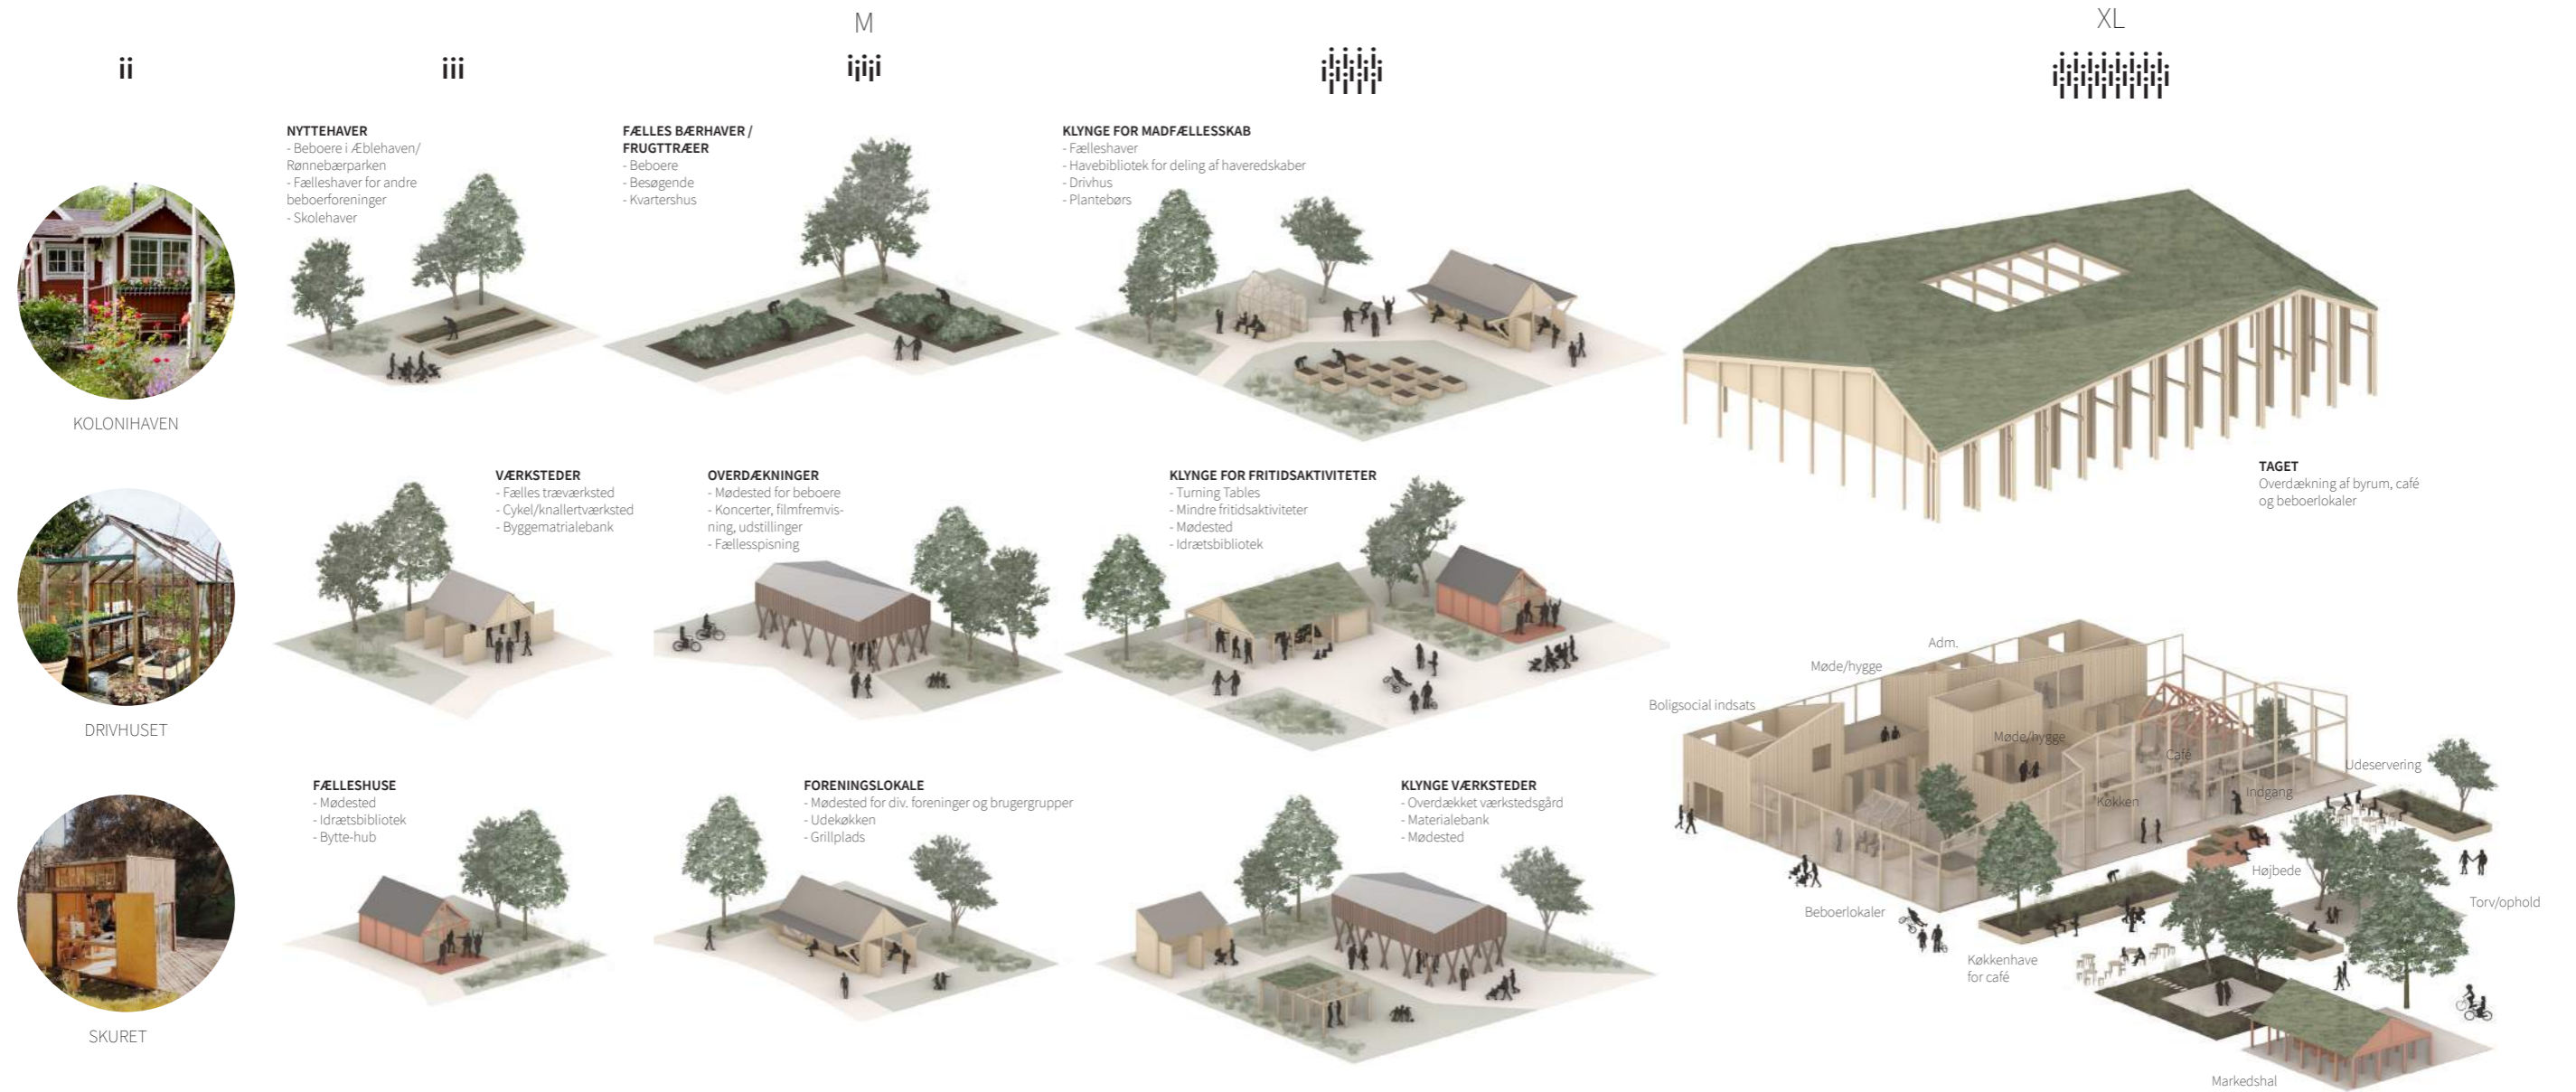 M
XL
NYTTEHAVER
- Beboere i Æblehaven/
Rønnebærparken
- Fælleshaver for andre
beboerforeninger
- Skolehaver
FÆLLES BÆRHAVER /
FRUGTTRÆER
- Beboere
- Besøgende
- Kvartershus
KLYNGE FOR MADFÆLLESSKAB
- Fælleshaver
- Havebibliotek for deling af haveredskaber
- Drivhus
- Plantebørs
KOLONIHAVEN
TAGET
Overdækning af byrum, café
og beboerlokaler
VÆRKSTEDER
- Fælles træværksted
- Cykel/knallertværksted
- Byggematrialebank
OVERDÆKNINGER
- Mødested for beboere
- Koncerter, filmfremvis-
ning, udstillinger
- Fællesspisning
KLYNGE FOR FRITIDSAKTIVITETER
- Turning Tables
- Mindre fritidsaktiviteter
- Mødested
- Idrætsbibliotek
DRIVHUSET
FÆLLESHUSE
- Mødested
- Idrætsbibliotek
- Bytte-hub
FORENINGSLOKALE
- Mødested for div. foreninger og brugergrupper
- Udekøkken
- Grillplads
KLYNGE VÆRKSTEDER
- Overdækket værkstedsgård
- Materialebank
- Mødested
SKURET
Adm.
Møde/hygge
Boligsocial indsats
Møde/hygge
Café
Udeservering
Indgang
Køkken
Højbede
Torv/ophold
Beboerlokaler
Køkkenhave
for café
Markedshal